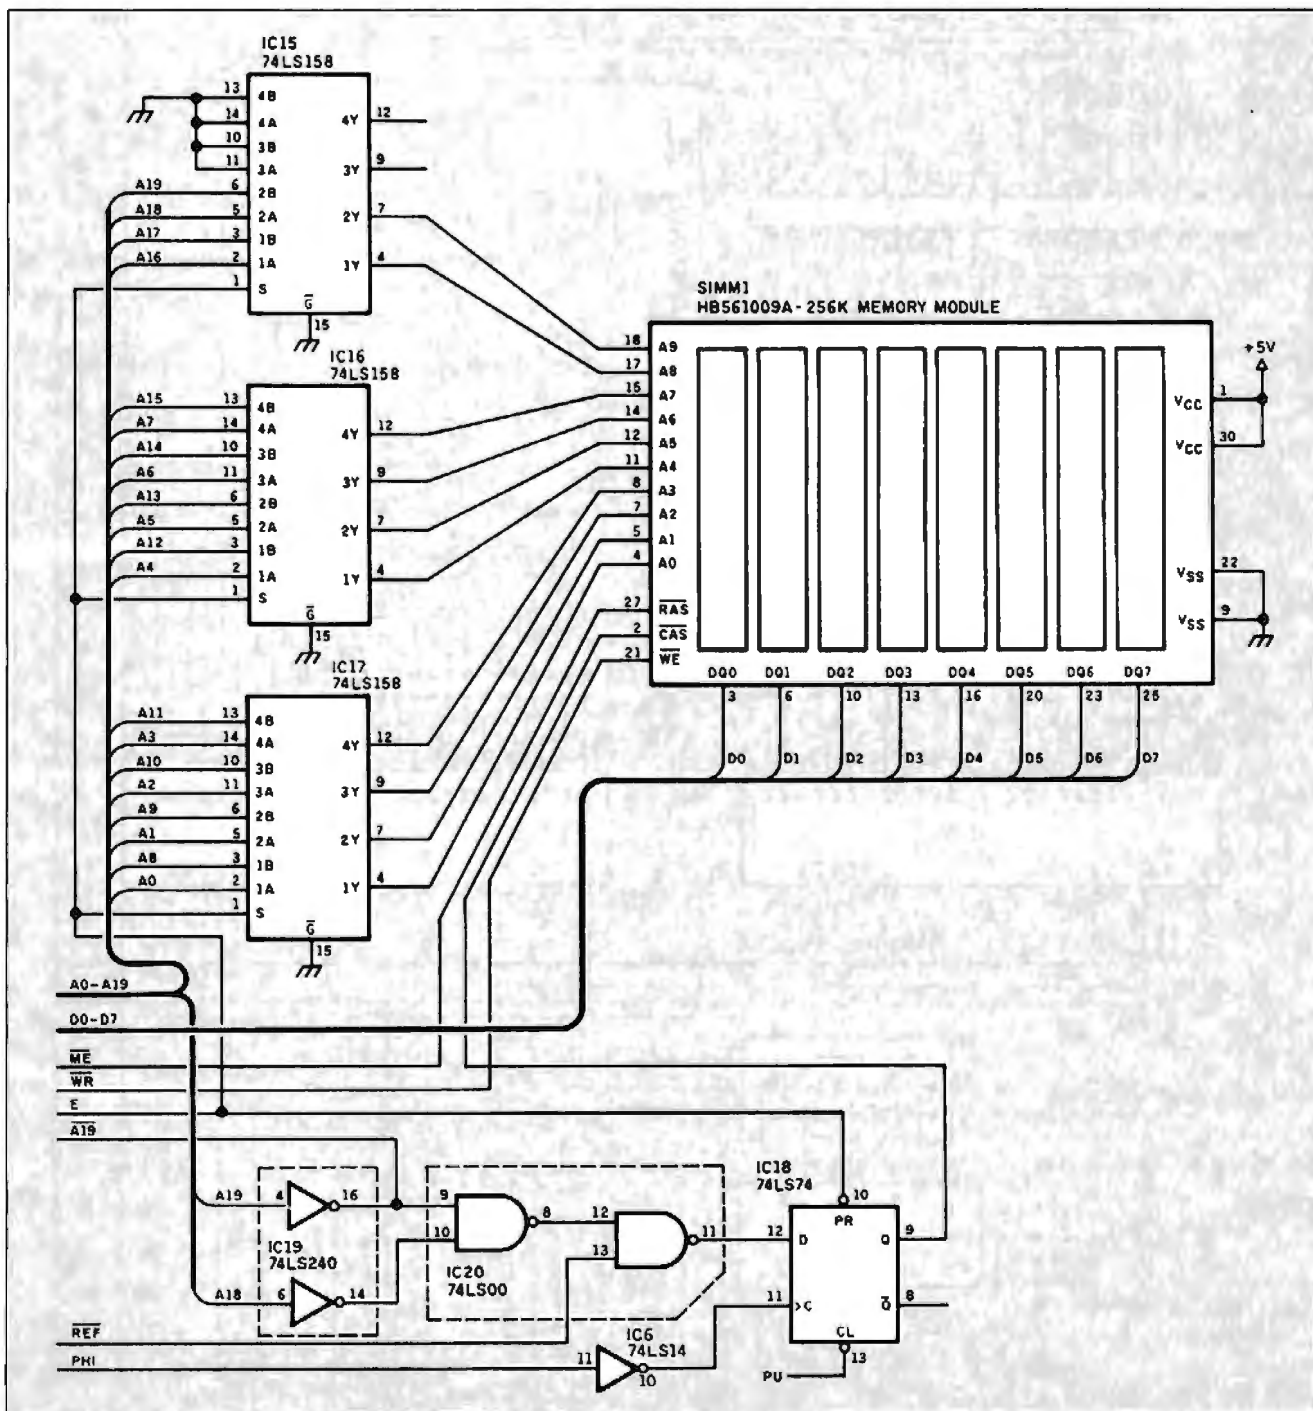 IC15
74LS158
13 4B
14 4A
10 3B
11 3A
A19 6 2B
A18 5 2A
A17 3 1B
A16 2 1A
1 S
4Y 12
3Y 9
2Y 7
1Y 4
G
15
IC16
74LS158
A15 13 4B
A7 14 4A
A14 10 3B
A6 11 3A
A13 6 2B
A5 5 2A
A12 3 1B
A4 2 1A
1 S
4Y 12
3Y 9
2Y 7
1Y 4
G
15
IC17
74LS158
A11 13 4B
A3 14 4A
A10 10 3B
A2 11 3A
A9 6 2B
A1 5 2A
A8 3 1B
A0 2 1A
1 S
4Y 12
3Y 9
2Y 7
1Y 4
G
15
SIMM1
HB561009A-256K MEMORY MODULE
18 A9
17 A8
15 A7
14 A6
12 A5
11 A4
8 A3
7 A2
5 A1
4 A0
27 RAS
2 CAS
21 WE
+5V
VCC 1
VCC 30
VSS 22
VSS 9
DQ0 DQ1 DQ2 DQ3 DQ4 DQ5 DQ6 DQ7
3 6 10 13 16 20 23 25
D0 D1 D2 D3 D4 D5 D6 D7
A0-A19
D0-D7
ME
WR
E
A19
A19 4 16
IC19
74LS240
A18 6 14
9
10
8
IC20
74LS00
12
13
11
IC18
74LS74
10
PR
12 D
Q 9
11 >C
Q 8
CL
13
PU
REF
PHI
11
IC6
74LS14
10